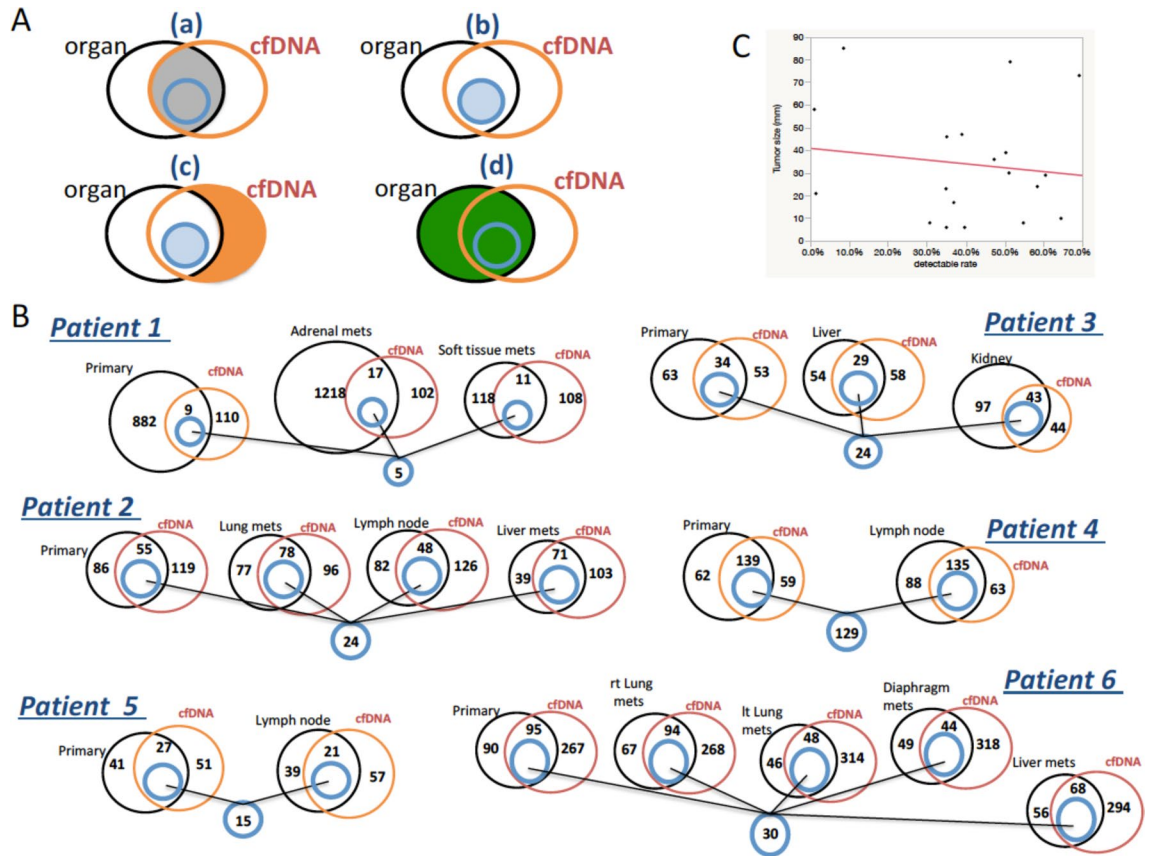 A
(a)
organ
cfDNA
(b)
organ
cfDNA
(c)
organ
cfDNA
(d)
organ
cfDNA
C
90
80
70
60
50
40
30
20
10
0
Tumor size (mm)
0.0% 10.0% 20.0% 30.0% 40.0% 50.0% 60.0% 70.0%
detectable rate
B
Patient 1
Primary
cfDNA
882 9 110
Adrenal mets
cfDNA
1218 17 102
Soft tissue mets
cfDNA
118 11 108
5
Patient 3
Primary
cfDNA
63 34 53
Liver
cfDNA
54 29 58
Kidney
cfDNA
97 43 44
24
Patient 2
Primary
cfDNA
86 55 119
Lung mets
cfDNA
77 78 96
Lymph node
cfDNA
82 48 126
Liver mets
cfDNA
39 71 103
24
Patient 4
Primary
cfDNA
62 139 59
Lymph node
cfDNA
88 135 63
129
Patient 5
Primary
cfDNA
41 27 51
Lymph node
cfDNA
39 21 57
15
Patient 6
Primary
cfDNA
90 95 267
rt Lung
mets
cfDNA
67 94 268
lt Lung
mets
cfDNA
46 48 314
Diaphragm
mets
cfDNA
49 44 318
Liver mets
cfDNA
56 68 294
30